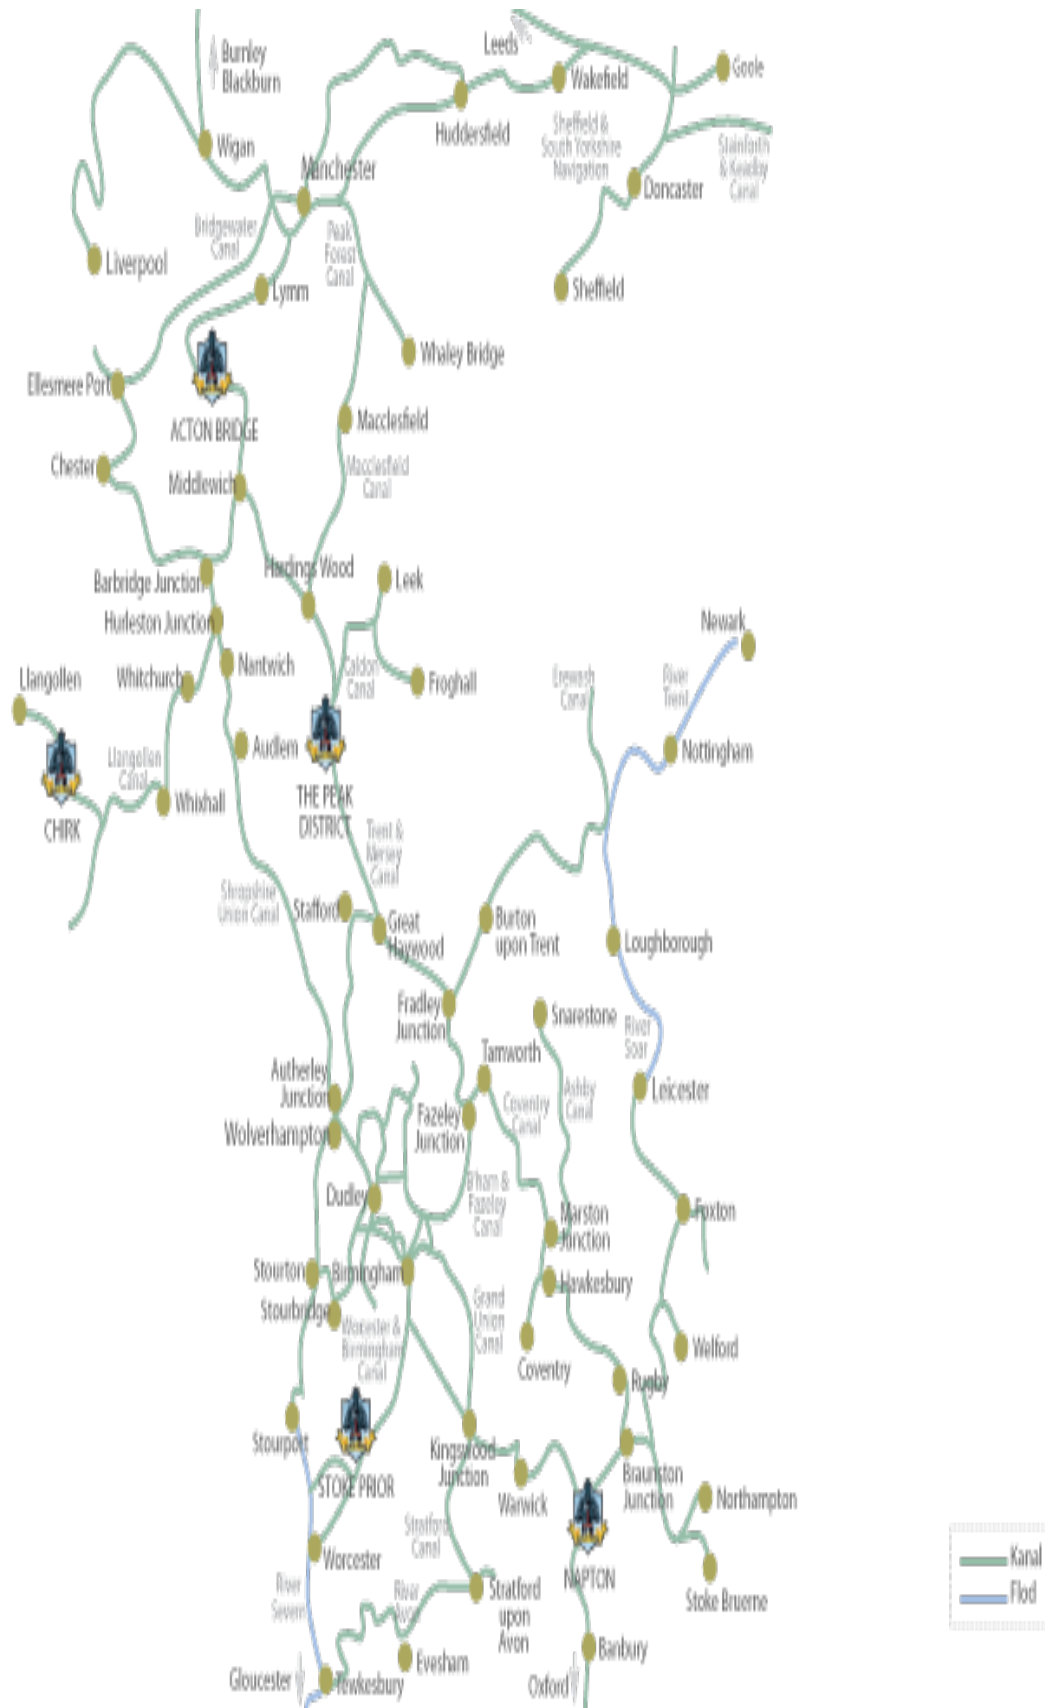 Leeds
Burnley
Blackburn
Wakefield
Goole
Huddersfield
Sheffield &
South Yorkshire
Navigation
Stainforth
& Keadby
Canal
Wigan
Manchester
Doncaster
Bridgewater
Canal
Peak
Forest
Canal
Liverpool
Lymm
Sheffield
Whaley Bridge
Ellesmere Port
ACTON BRIDGE
Macclesfield
Chester
Macclesfield
Canal
Middlewich
Hardings Wood
Barbridge Junction
Leek
Hurleston Junction
Newark
Nantwich
Whitchurch
Caldon
Canal
Froghall
Erewash
Canal
River
Trent
Llangollen
Audlem
Nottingham
Llangollen
Canal
Whixhall
CHIRK
THE PEAK
DISTRICT
Trent &
Mersey
Canal
Shropshire
Union Canal
Stafford
Great
Haywood
Burton
upon Trent
Loughborough
Fradley
Junction
Snarestone
River
Soar
Tamworth
Autherley
Junction
Leicester
Coventry
Canal
Ashby
Canal
Fazeley
Junction
Wolverhampton
Dudley
B'ham &
Fazeley
Canal
Marston
Junction
Foxton
Stourton
Birmingham
Hawkesbury
Stourbridge
Grand
Union
Canal
Worcester &
Birmingham
Canal
Welford
Coventry
Rugby
Stourport
Kingswood
Junction
STOKE PRIOR
Warwick
Braunston
Junction
Northampton
Stratford
Canal
Worcester
NAPTON
Stoke Bruerne
River
Severn
River
Avon
Stratford
upon
Avon
Evesham
Banbury
Gloucester
Tewkesbury
Oxford
Kanal
Flod